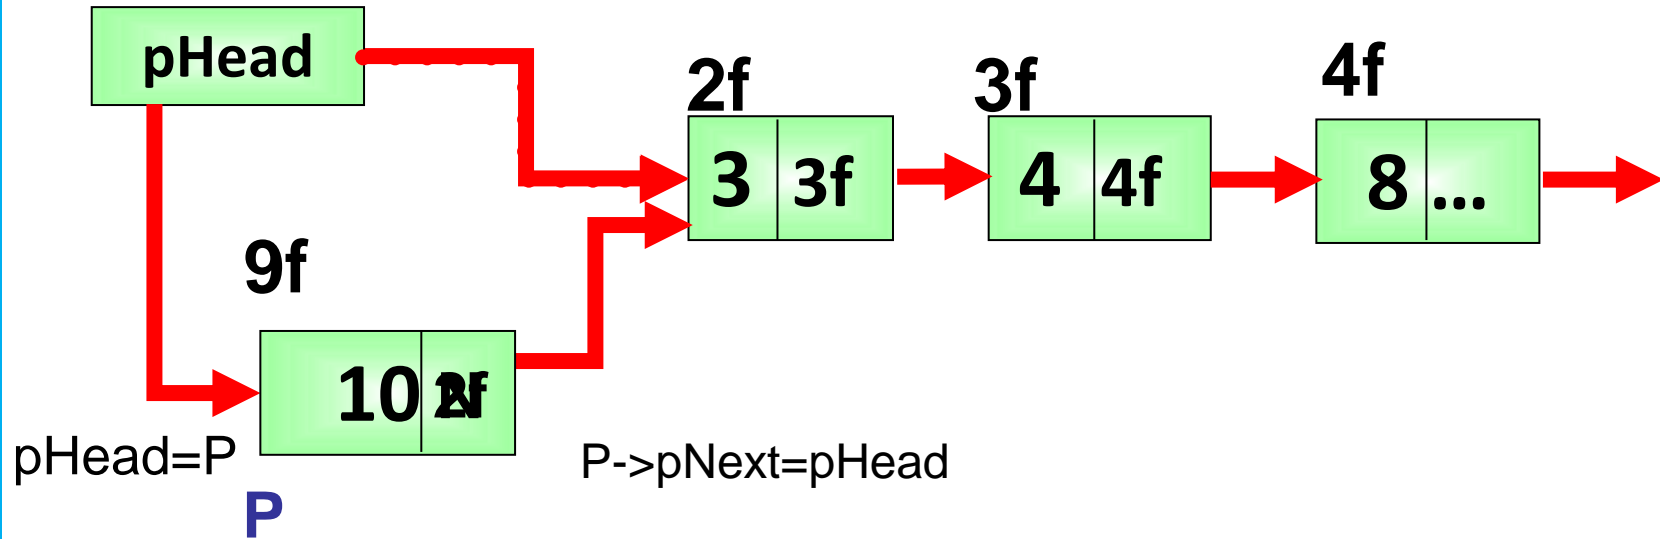 pHead
2f
3f
4f
3 3f
4 4f
8 ...
9f
10
pHead=P
P->pNext=pHead
P